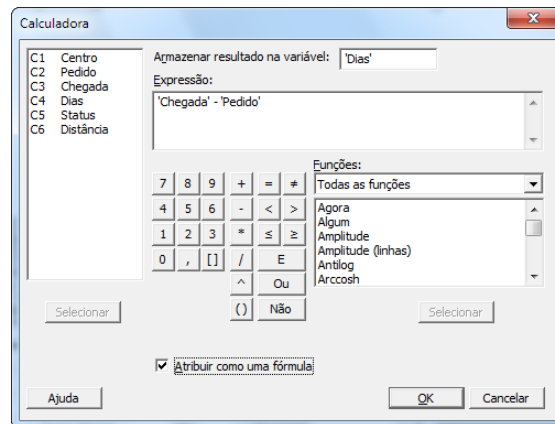 Calculadora
C1 Centro
C2 Pedido
C3 Chegada
C4 Dias
C5 Status
C6 Distância
Armazenar resultado na variável: 'Dias'
Expressão:
'Chegada' - 'Pedido'
Funções:
Todas as funções
7 8 9 + = ≠
4 5 6 - < >
1 2 3 * ≤ ≥
0 , [] / E
^ Ou
() Não
Agora
Algum
Amplitude
Amplitude (linhas)
Antilog
Arccosh
Selecionar
Selecionar
Atribuir como uma fórmula
Ajuda
OK
Cancelar